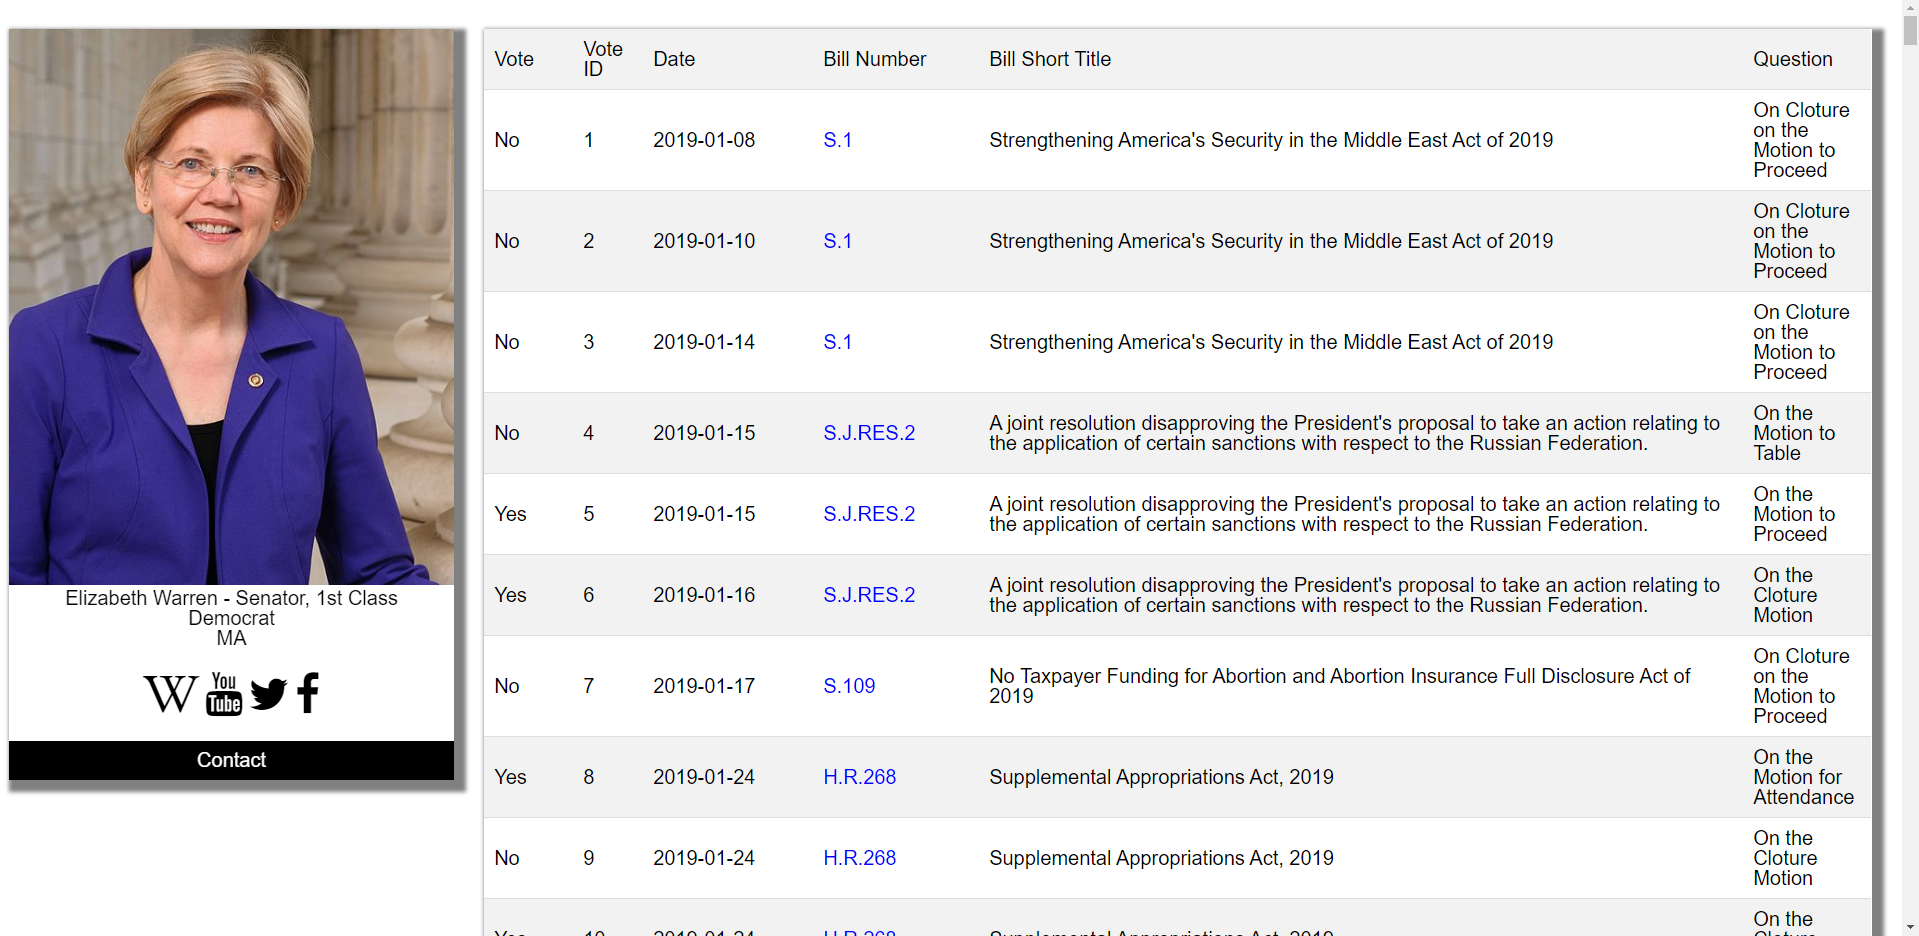 Elizabeth Warren - Senator, 1st Class
Democrat
MA
W You Tube f
Contact
Vote Vote ID Date Bill Number Bill Short Title Question
No 1 2019-01-08 S.1 Strengthening America's Security in the Middle East Act of 2019 On Cloture on the Motion to Proceed
No 2 2019-01-10 S.1 Strengthening America's Security in the Middle East Act of 2019 On Cloture on the Motion to Proceed
No 3 2019-01-14 S.1 Strengthening America's Security in the Middle East Act of 2019 On Cloture on the Motion to Proceed
No 4 2019-01-15 S.J.RES.2 A joint resolution disapproving the President's proposal to take an action relating to the application of certain sanctions with respect to the Russian Federation. On the Motion to Table
Yes 5 2019-01-15 S.J.RES.2 A joint resolution disapproving the President's proposal to take an action relating to the application of certain sanctions with respect to the Russian Federation. On the Motion to Proceed
Yes 6 2019-01-16 S.J.RES.2 A joint resolution disapproving the President's proposal to take an action relating to the application of certain sanctions with respect to the Russian Federation. On the Cloture Motion
No 7 2019-01-17 S.109 No Taxpayer Funding for Abortion and Abortion Insurance Full Disclosure Act of 2019 On Cloture on the Motion to Proceed
Yes 8 2019-01-24 H.R.268 Supplemental Appropriations Act, 2019 On the Motion for Attendance
No 9 2019-01-24 H.R.268 Supplemental Appropriations Act, 2019 On the Cloture Motion
Yes 10 2019-01-24 H.R.268 Supplemental Appropriations Act, 2019 On the Cloture